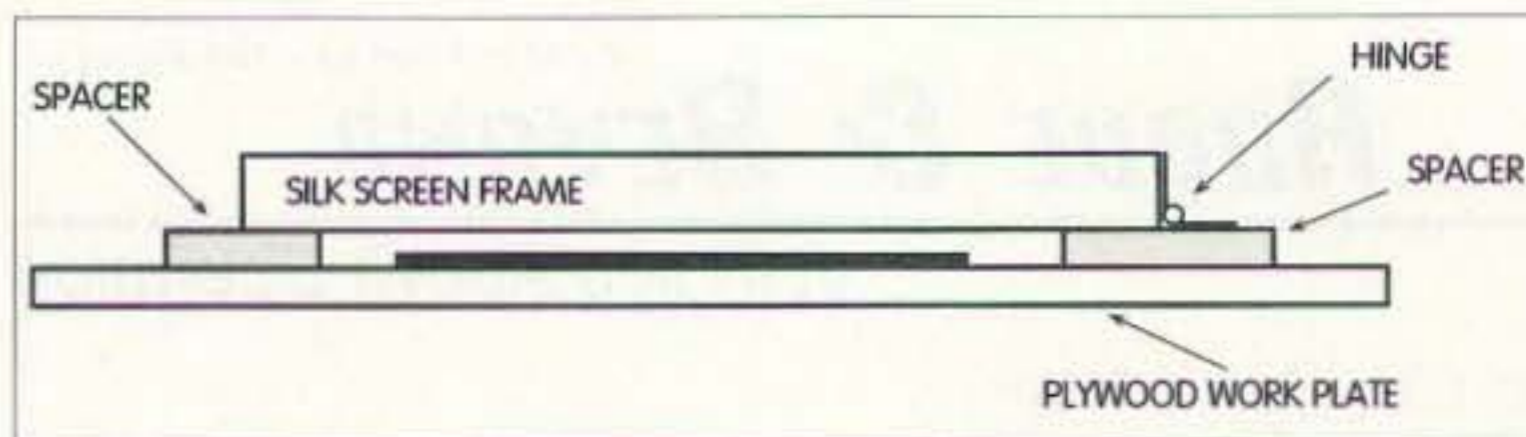 HINGE
SPACER
SPACER
SILK SCREEN FRAME
PLYWOOD WORK PLATE